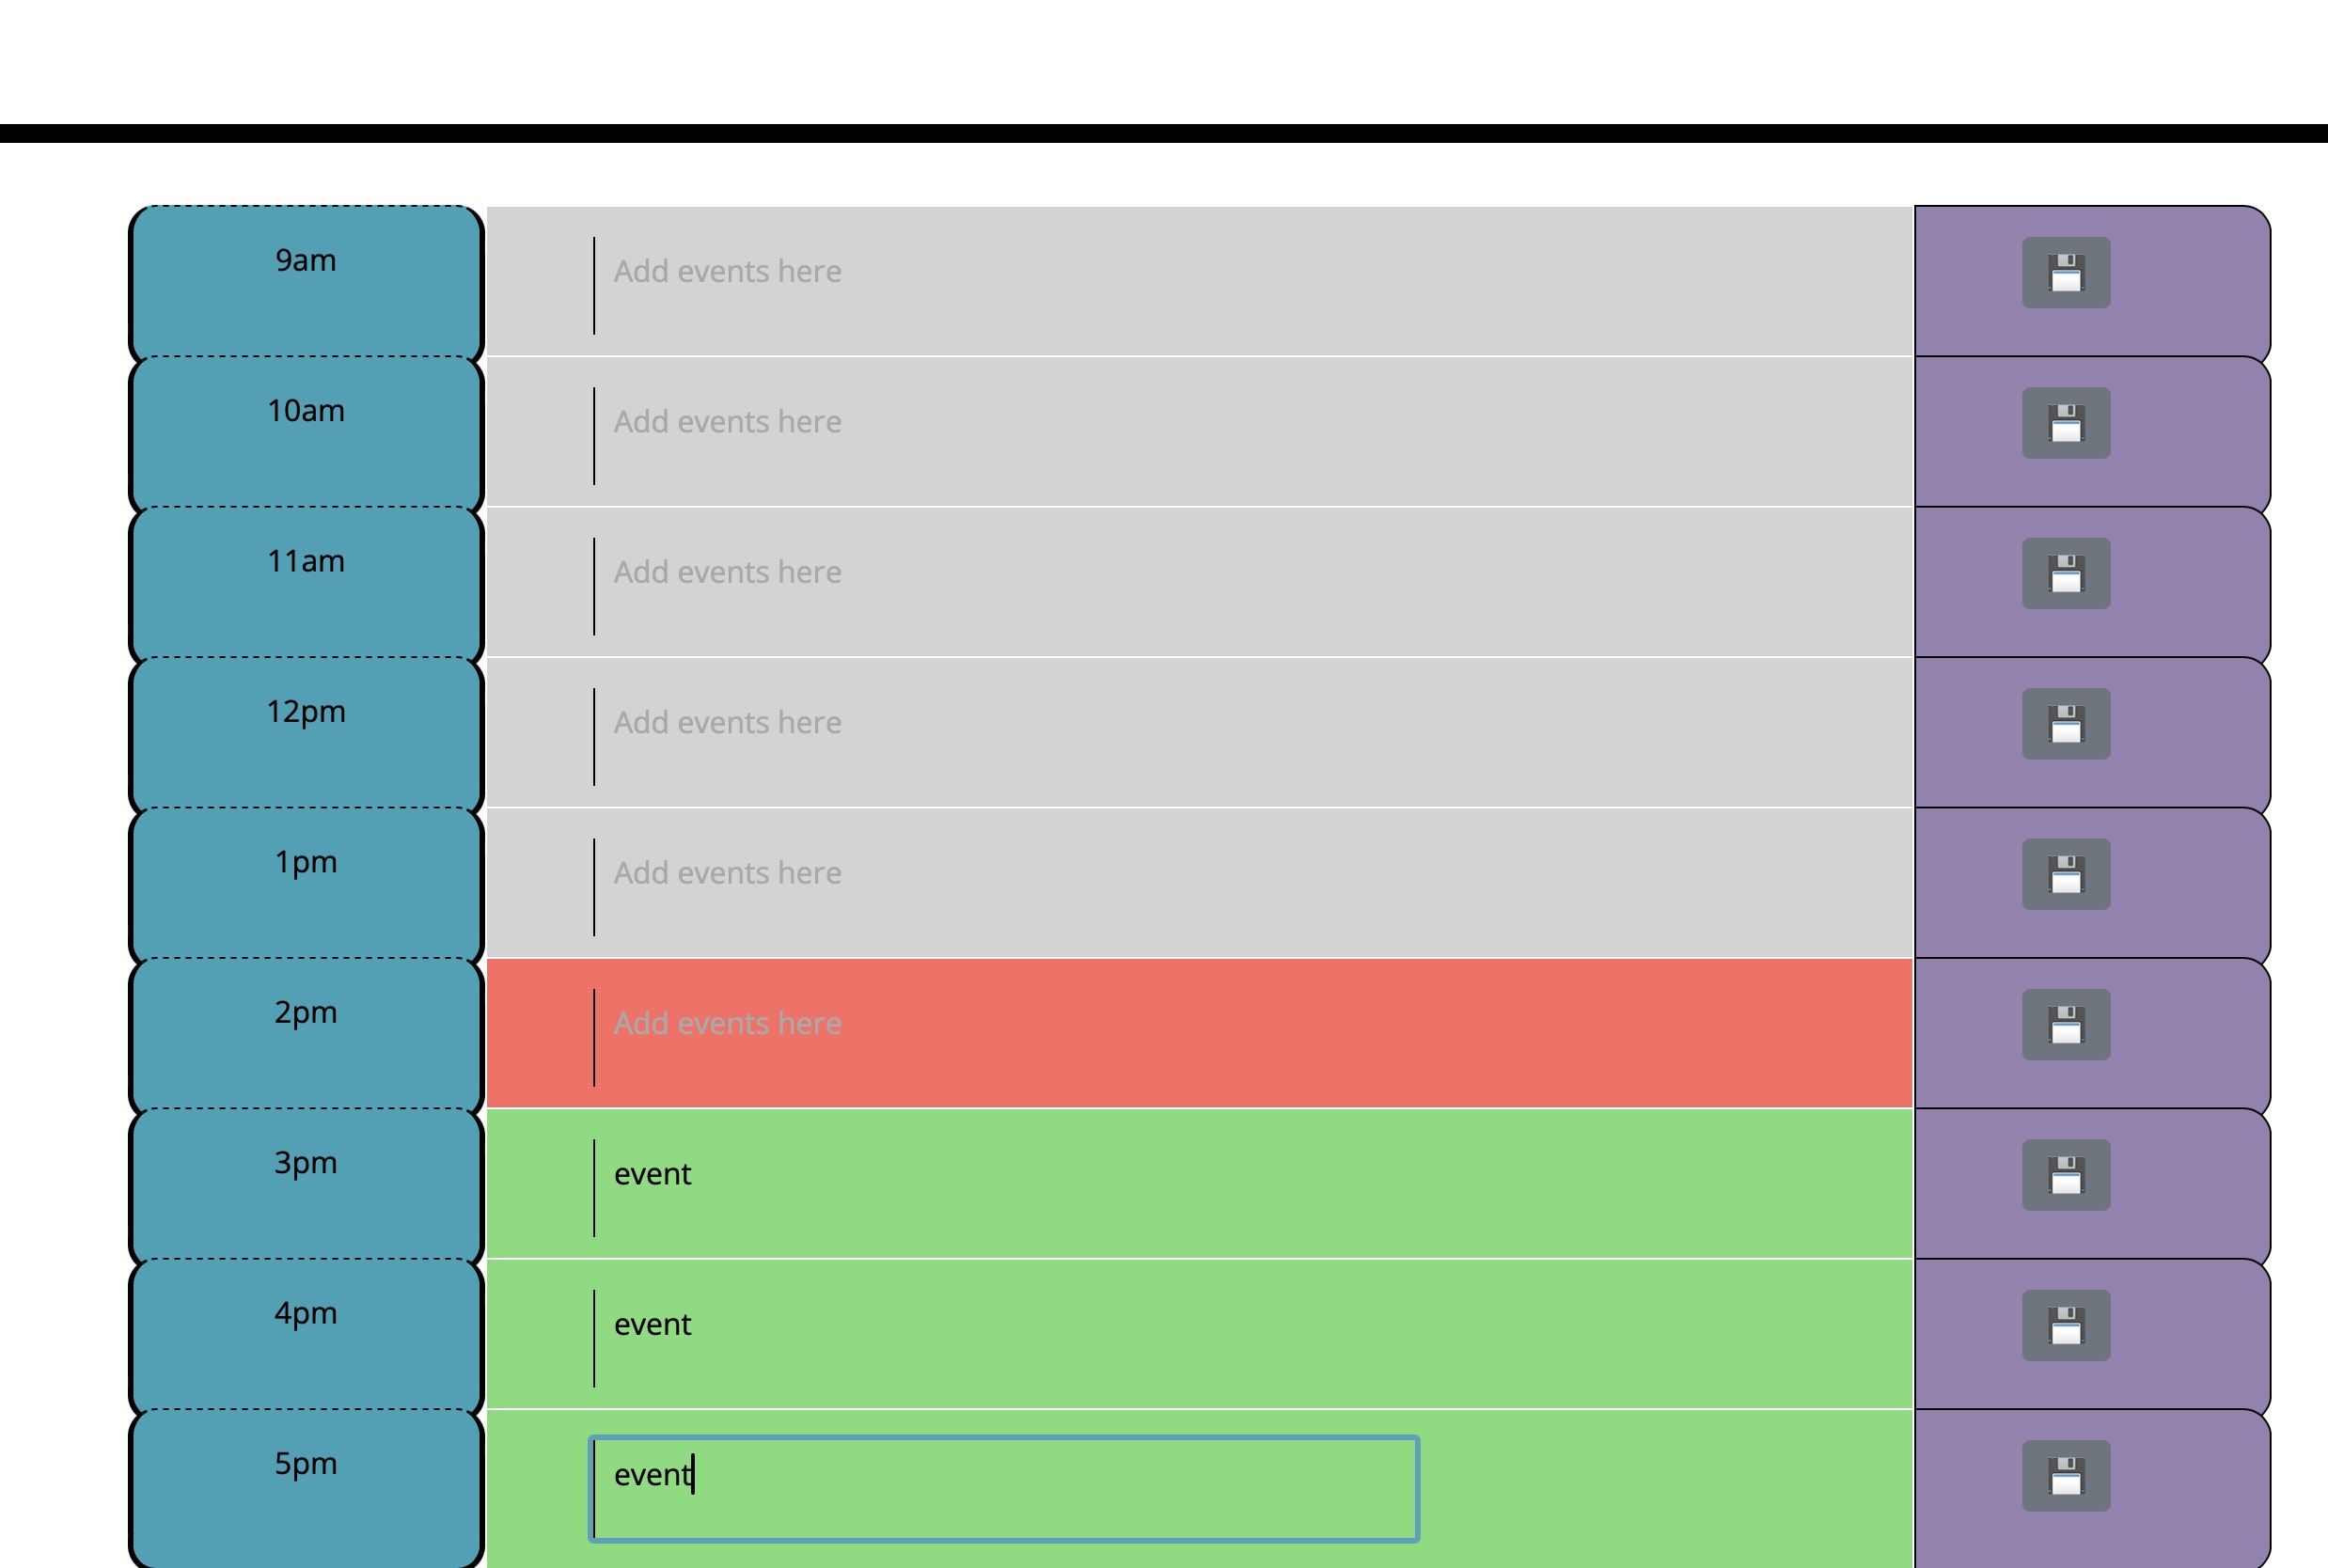 9am
Add events here
10am
Add events here
11am
Add events here
12pm
Add events here
1pm
Add events here
2pm
Add events here
3pm
event
4pm
event
5pm
event